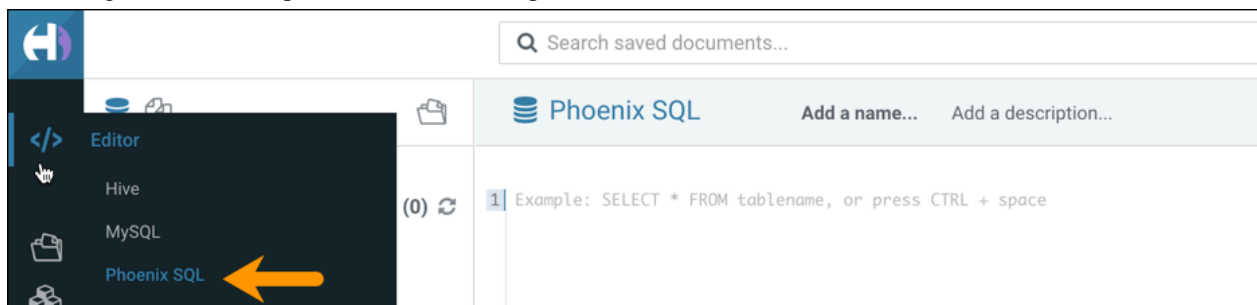 Search saved documents...
Phoenix SQL Add a name... Add a description...
</> Editor
Hive
(0)
1 Example: SELECT * FROM tablename, or press CTRL + space
MySQL
Phoenix SQL